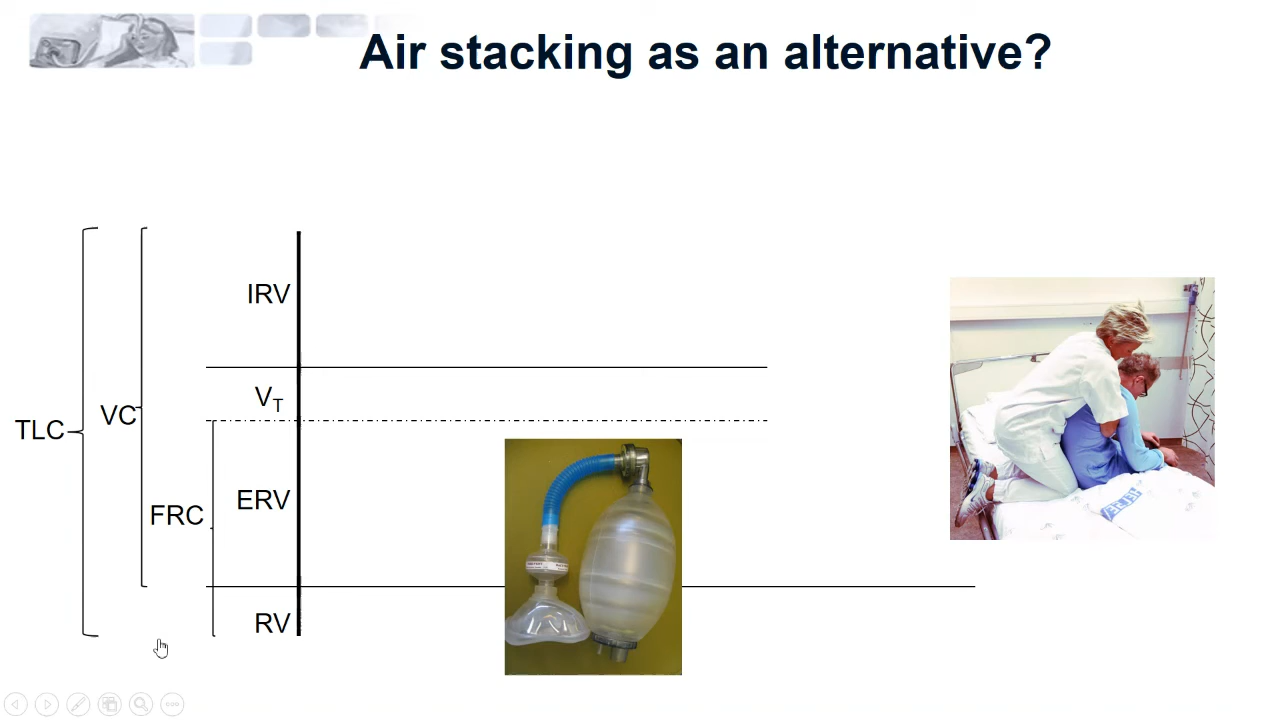 Air stacking as an alternative?
IRV
VT
VC
TLC
ERV
FRC
RV